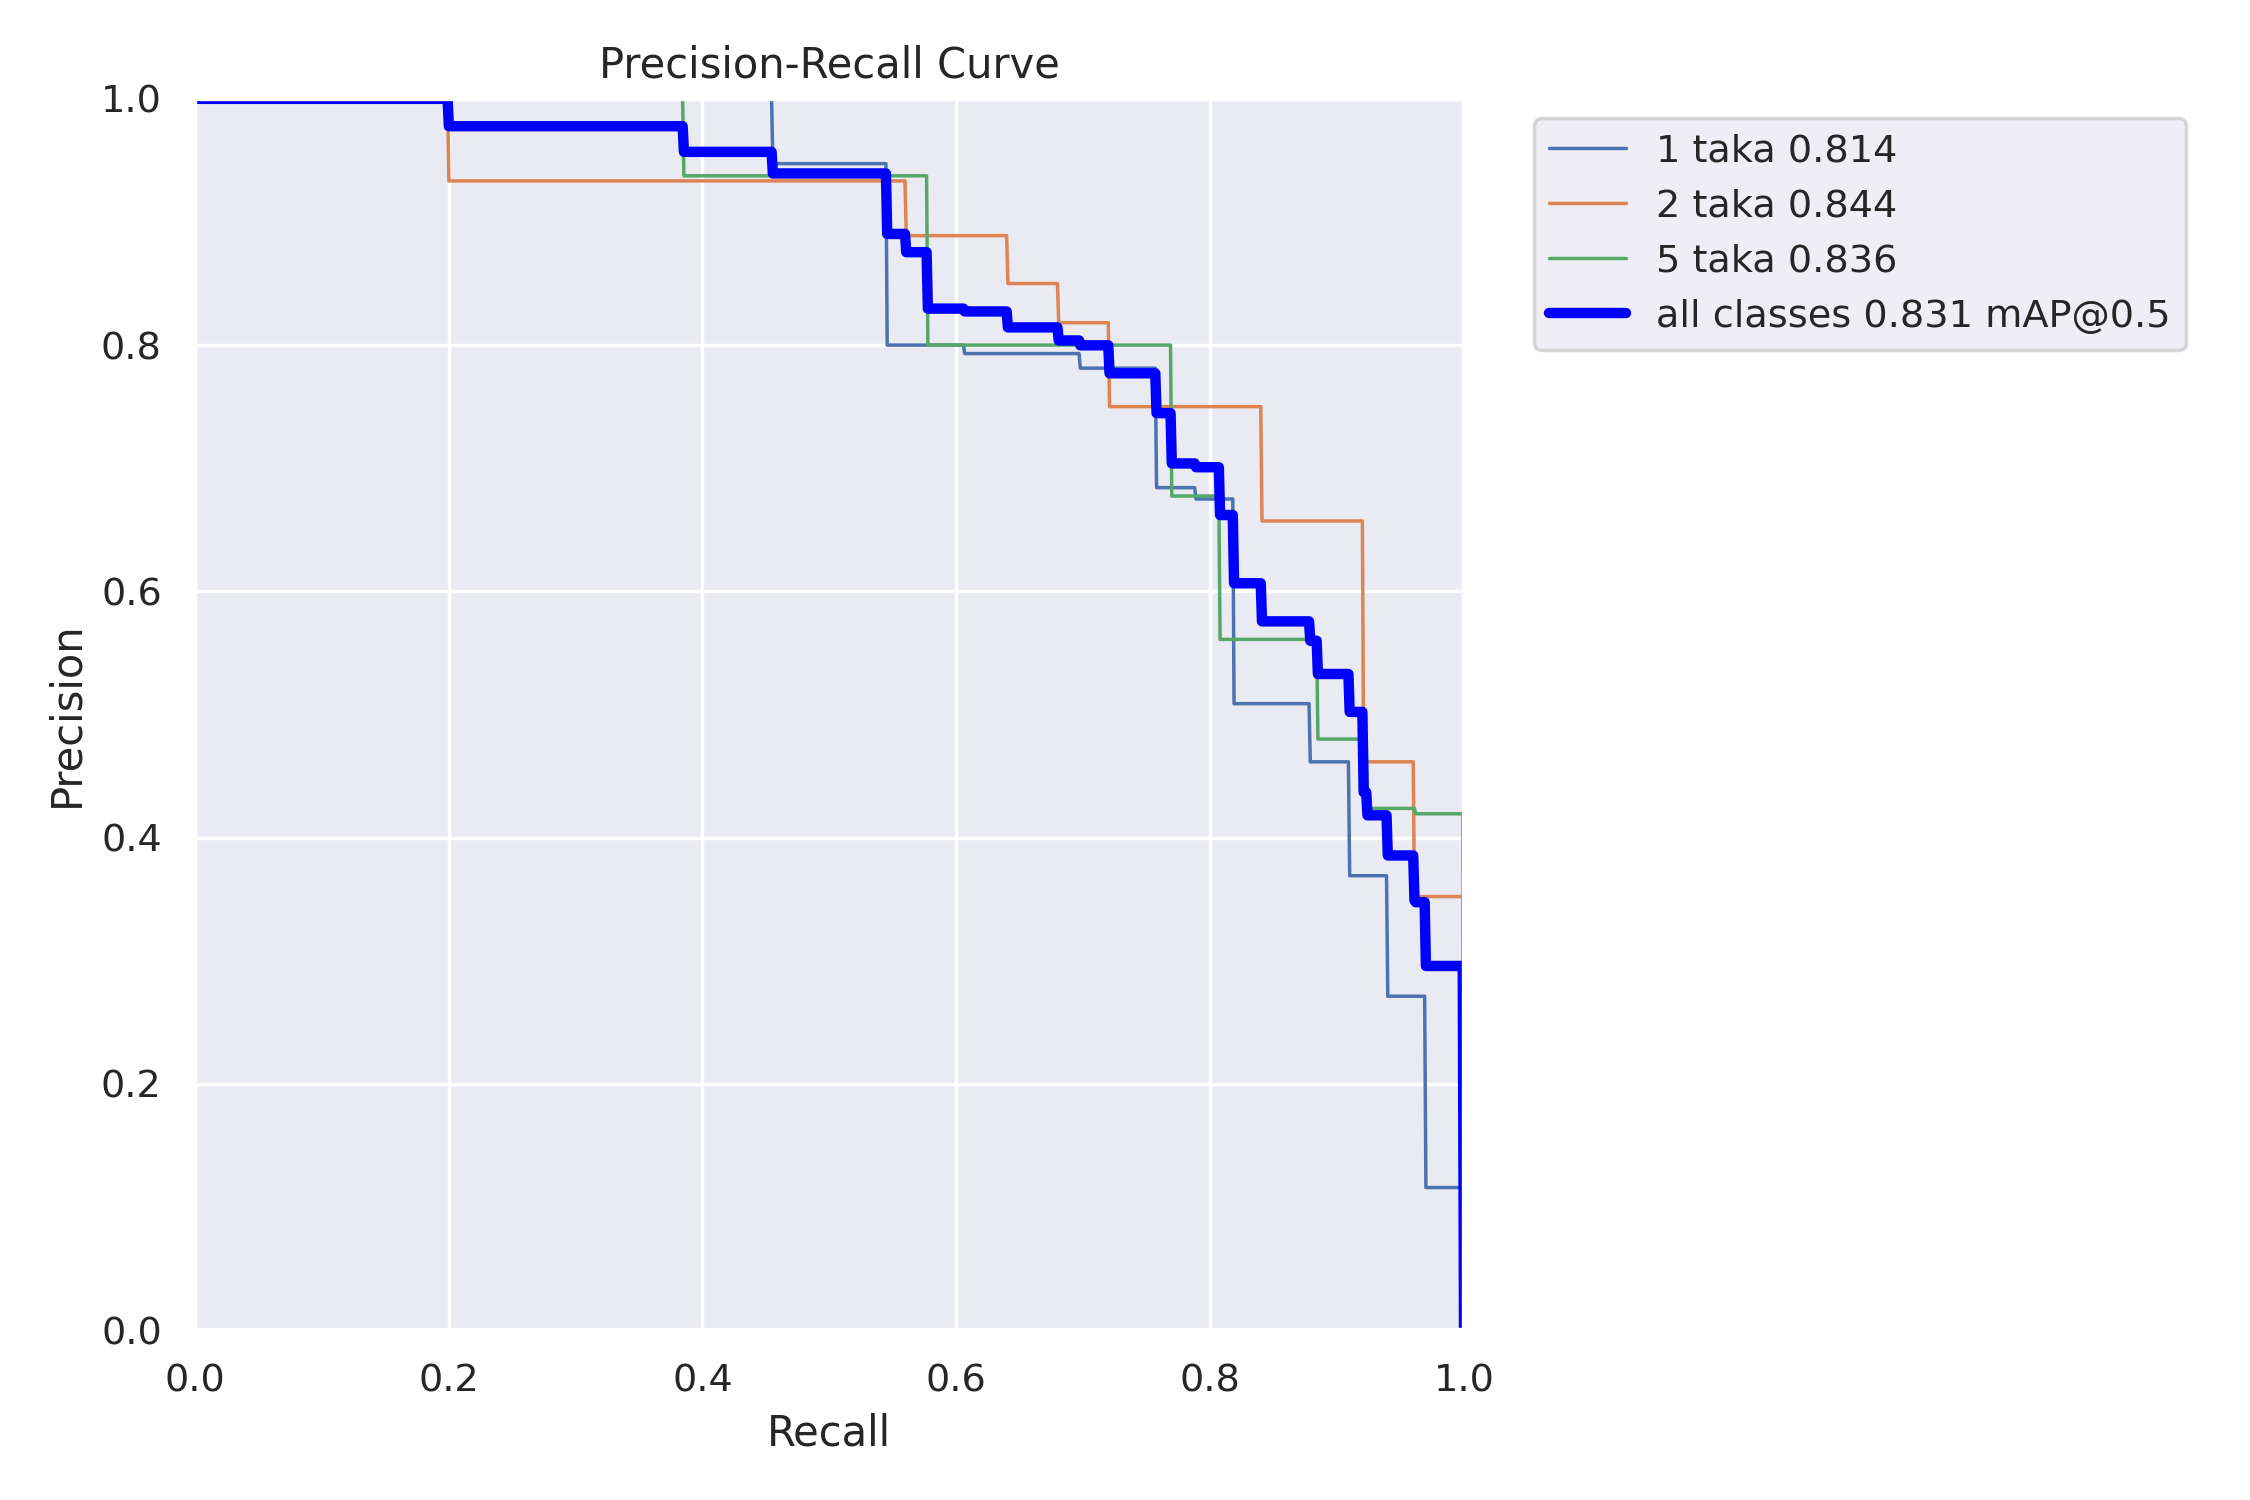 Precision-Recall Curve
1.0
0.8
0.6
0.4
0.2
0.0
Precision
0.0 0.2 0.4 0.6 0.8 1.0
Recall
1 taka 0.814
2 taka 0.844
5 taka 0.836
all classes 0.831 mAP@0.5